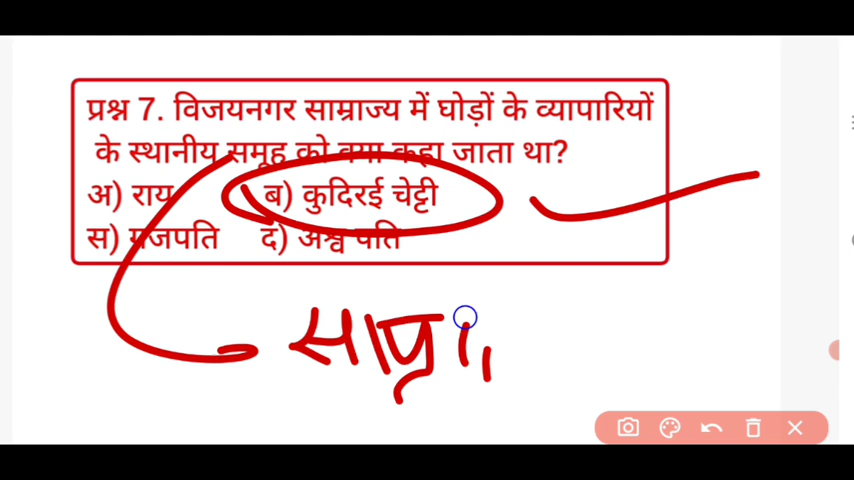 प्रश्न 7. विजयनगर साम्राज्य में घोड़ों के व्यापारियों
के स्थानीय समूह को क्या कहा जाता था?
अ) राय ब) कुदिरई चेट्टी
स) गजपति द) अश्व पति